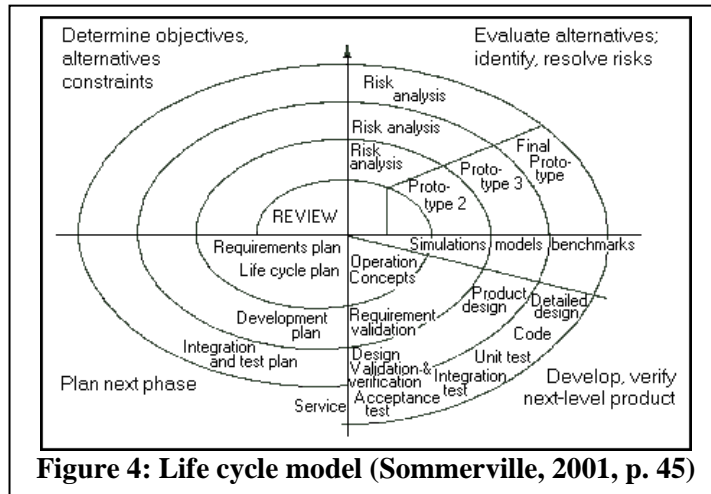 Determine objectives,
alternatives
constraints
Evaluate alternatives;
identify, resolve risks
Risk
analysis
Risk analysis
Risk
analysis
Proto-
type 2
Proto-
type 3
Final
Proto-
type
REVIEW
Requirements plan
Life cycle plan
Simulations models benchmarks
Operation
Concepts
Development
plan
Requirement
validation
Product
design
Detailed
design
Integration
and test plan
Design
Validation-&
verification
Code
Unit test
Integration
test
Acceptance
test
Service
Plan next phase
Develop, verify
next-level product
Figure 4: Life cycle model (Sommerville, 2001, p. 45)